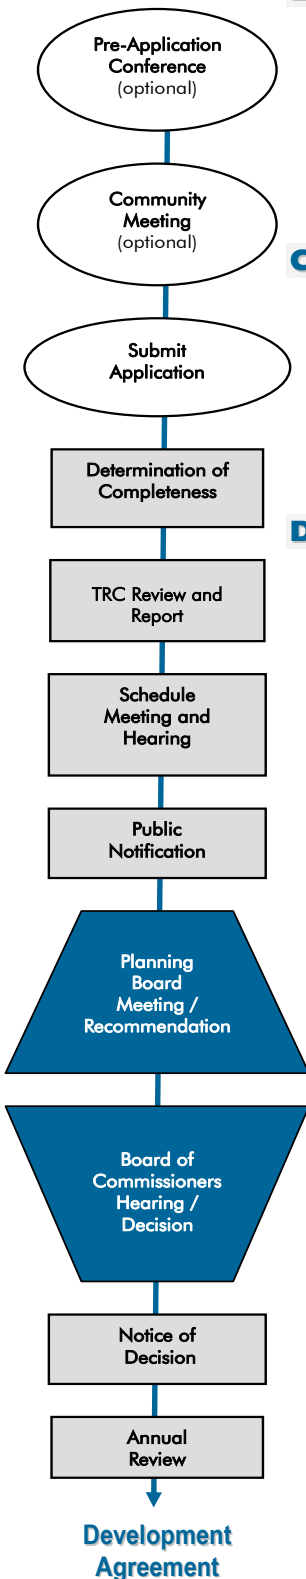 Pre-Application
Conference
(optional)
Community
Meeting
(optional)
C
Submit
Application
Determination of
Completeness
D
TRC Review and
Report
Schedule
Meeting and
Hearing
Public
Notification
Planning
Board
Meeting /
Recommendation
Board of
Commissioners
Hearing /
Decision
Notice of
Decision
Annual
Review
Development
Agreement